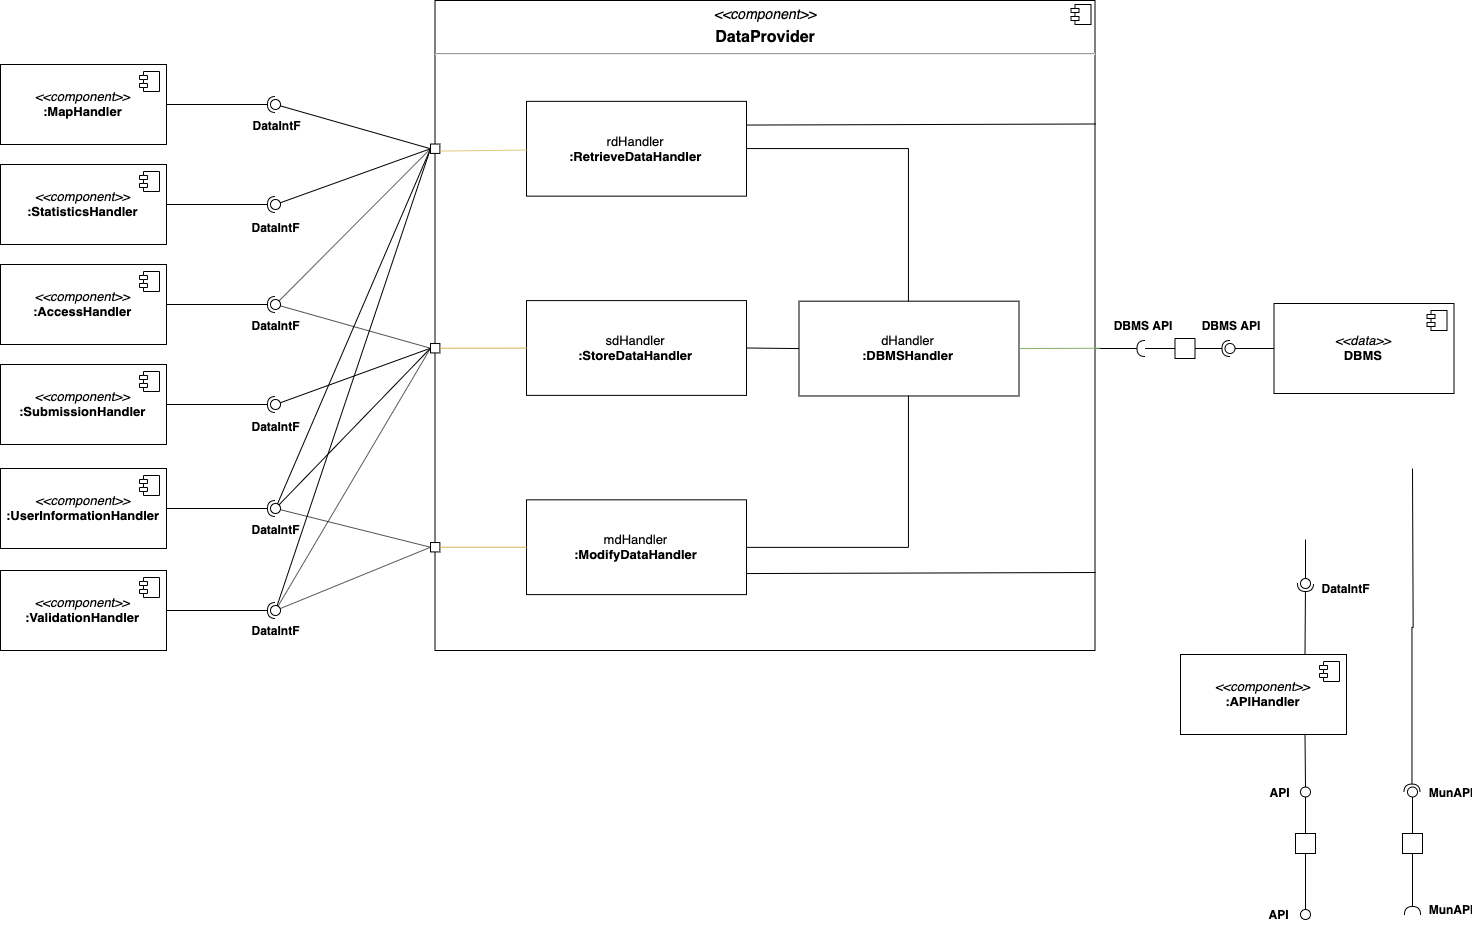 <<component>>
DataProvider
<<component>>
:MapHandler
DataIntF
<<component>>
:StatisticsHandler
DataIntF
<<component>>
:AccessHandler
DataIntF
<<component>>
:SubmissionHandler
DataIntF
<<component>>
:UserInformationHandler
DataIntF
<<component>>
:ValidationHandler
DataIntF
rdHandler
:RetrieveDataHandler
sdHandler
:StoreDataHandler
dHandler
:DBMSHandler
mdHandler
:ModifyDataHandler
DBMS API
DBMS API
<<data>>
DBMS
DataIntF
<<component>>
:APIHandler
API
MunAPI
API
MunAPI